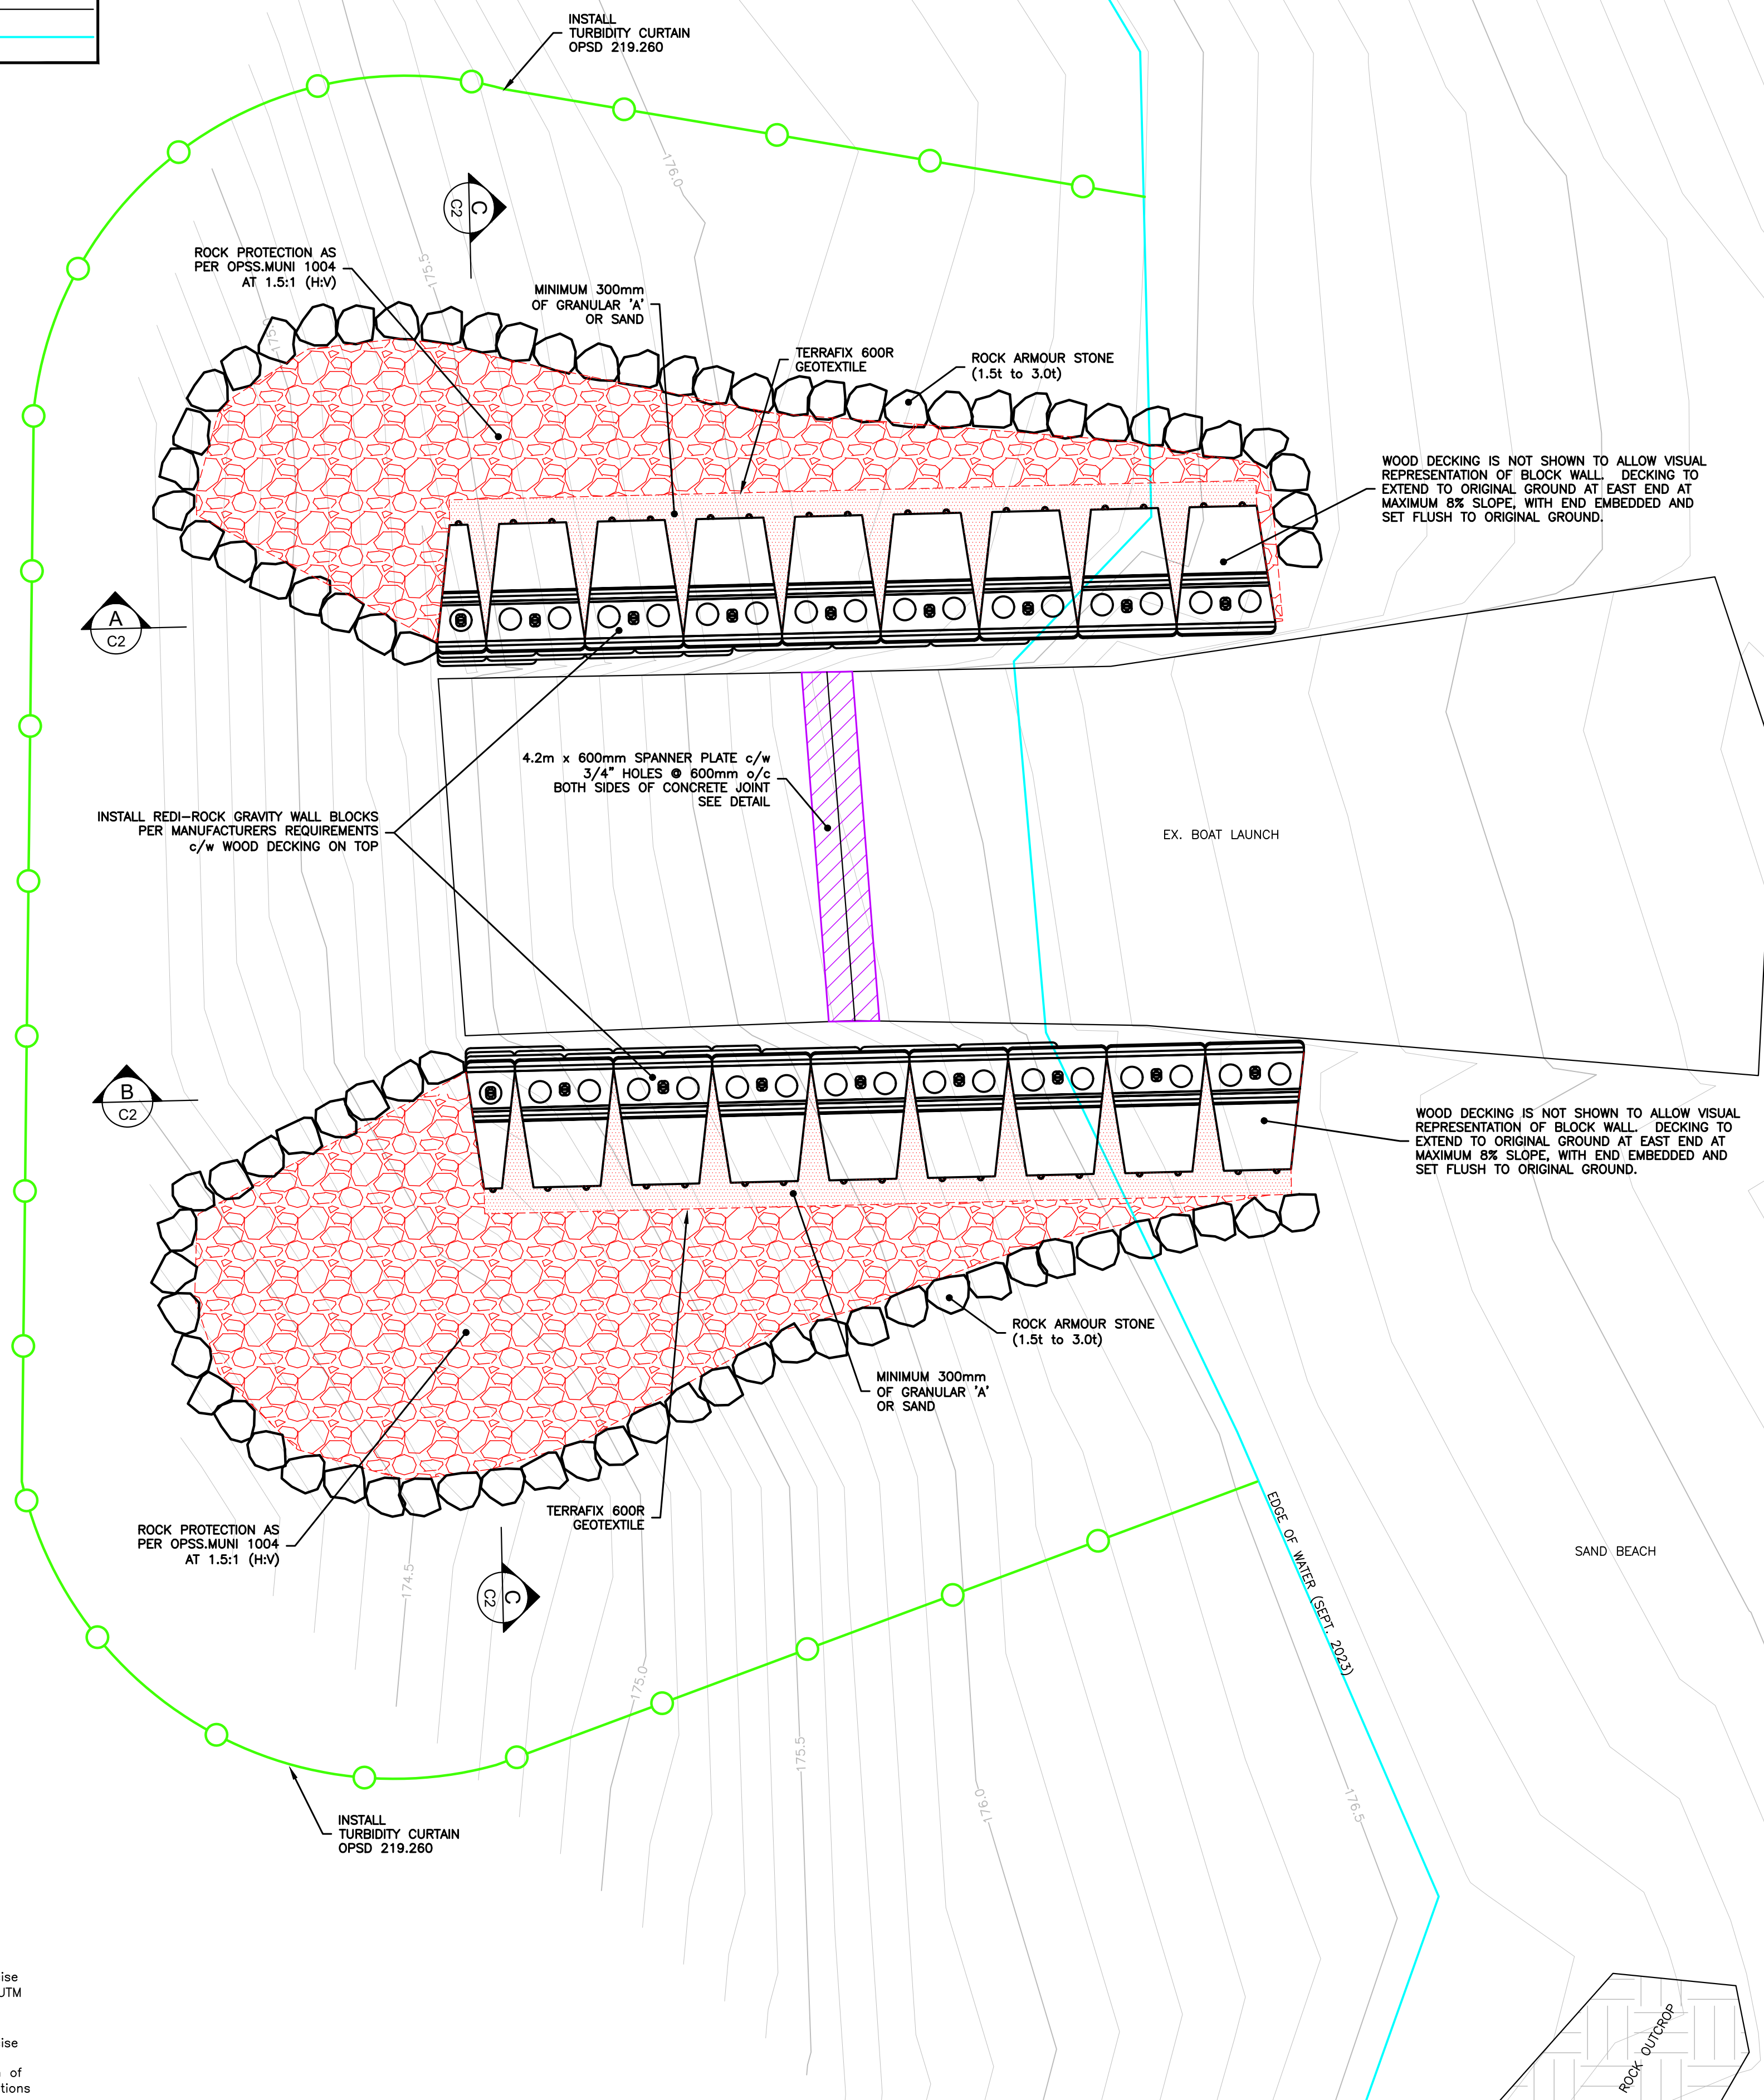 INSTALL
TURBIDITY CURTAIN
OPSD 219.260
176.0
C
C2
175.5
ROCK PROTECTION AS
PER OPSS.MUNI 1004
AT 1.5:1 (H:V)
MINIMUM 300mm
OF GRANULAR 'A'
OR SAND
175.0
TERRAFIX 600R
GEOTEXTILE
ROCK ARMOUR STONE
(1.5t to 3.0t)
WOOD DECKING IS NOT SHOWN TO ALLOW VISUAL
REPRESENTATION OF BLOCK WALL.  DECKING TO
EXTEND TO ORIGINAL GROUND AT EAST END AT
MAXIMUM 8% SLOPE, WITH END EMBEDDED AND
SET FLUSH TO ORIGINAL GROUND.
A
C2
4.2m x 600mm SPANNER PLATE c/w
3/4" HOLES @ 600mm o/c
BOTH SIDES OF CONCRETE JOINT
SEE DETAIL
INSTALL REDI-ROCK GRAVITY WALL BLOCKS
PER MANUFACTURERS REQUIREMENTS
c/w WOOD DECKING ON TOP
EX. BOAT LAUNCH
B
C2
WOOD DECKING IS NOT SHOWN TO ALLOW VISUAL
REPRESENTATION OF BLOCK WALL.  DECKING TO
EXTEND TO ORIGINAL GROUND AT EAST END AT
MAXIMUM 8% SLOPE, WITH END EMBEDDED AND
SET FLUSH TO ORIGINAL GROUND.
ROCK ARMOUR STONE
(1.5t to 3.0t)
MINIMUM 300mm
OF GRANULAR 'A'
OR SAND
TERRAFIX 600R
GEOTEXTILE
ROCK PROTECTION AS
PER OPSS.MUNI 1004
AT 1.5:1 (H:V)
174.5
C
C2
EDGE OF WATER (SEPT. 2023)
SAND BEACH
175.0
175.5
176.0
176.5
INSTALL
TURBIDITY CURTAIN
OPSD 219.260
ise
UTM
ise
of
tions
ROCK OUTCROP